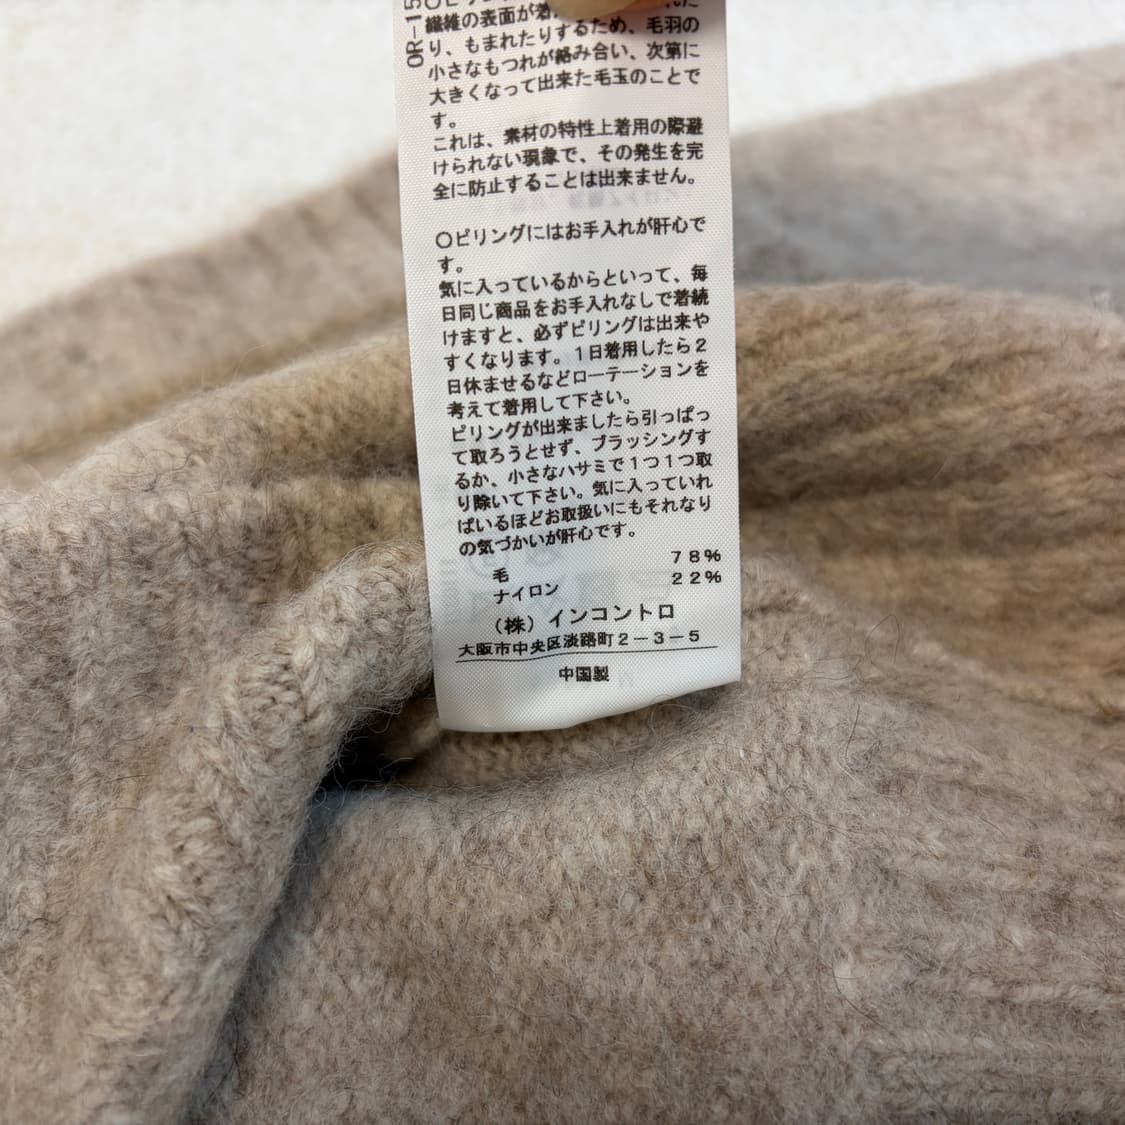 OR-15
繊維の表面が着
り、もまれたりするため、毛羽の
小さなもつれが絡み合い、次第に
大きくなって出来た毛玉のことで
す。
これは、素材の特性上着用の際避
けられない現象で、その発生を完
全に防止することは出来ません。
○ピリングにはお手入れが肝心で
す。
気に入っているからといって、毎
日同じ商品をお手入れなしで着続
けますと、必ずピリングは出来や
すくなります。1日着用したら2
日休ませるなどローテーションを
考えて着用して下さい。
ピリングが出来ましたら引っぱっ
て取ろうとせず、ブラッシングす
るか、小さなハサミで1つ1つ取
り除いて下さい。気に入っていれ
ばいるほどお取扱いにもそれなり
の気づかいが肝心です。
毛 78%
ナイロン 22%
(株)インコントロ
大阪市中央区淡路町2-3-5
中国製